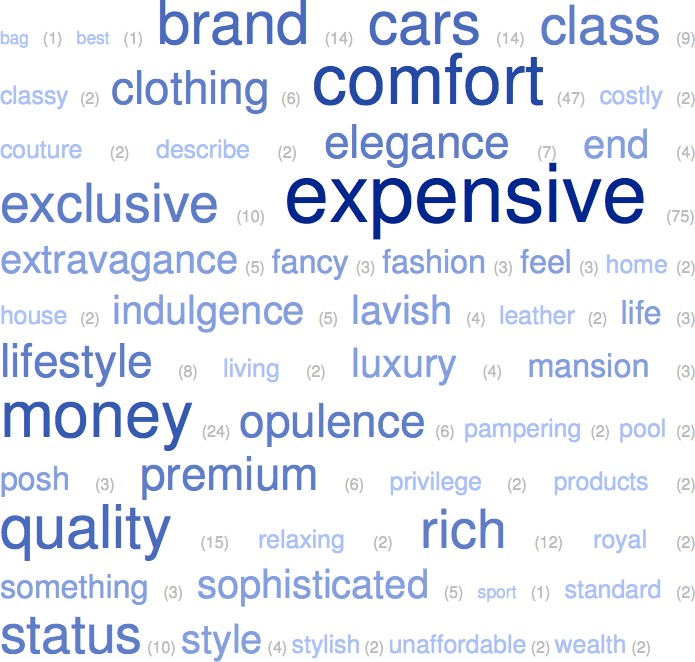 bag (1) best (1) brand (14) cars (14) class (9)
classy (2) clothing (6) comfort (47) costly (2)
couture (2) describe (2) elegance (7) end (4)
exclusive (10) expensive (75)
extravagance (5) fancy (3) fashion (3) feel (3) home (2)
house (2) indulgence (5) lavish (4) leather (2) life (3)
lifestyle (8) living (2) luxury (4) mansion (3)
money (24) opulence (6) pampering (2) pool (2)
posh (3) premium (6) privilege (2) products (2)
quality (15) relaxing (2) rich (12) royal (2)
something (3) sophisticated (5) sport (1) standard (2)
status (10) style (4) stylish (2) unaffordable (2) wealth (2)